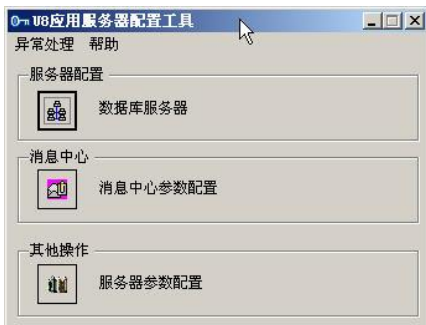 U8应用服务器配置工具
异常处理 帮助
服务器配置
数据库服务器
消息中心
消息中心参数配置
其他操作
服务器参数配置